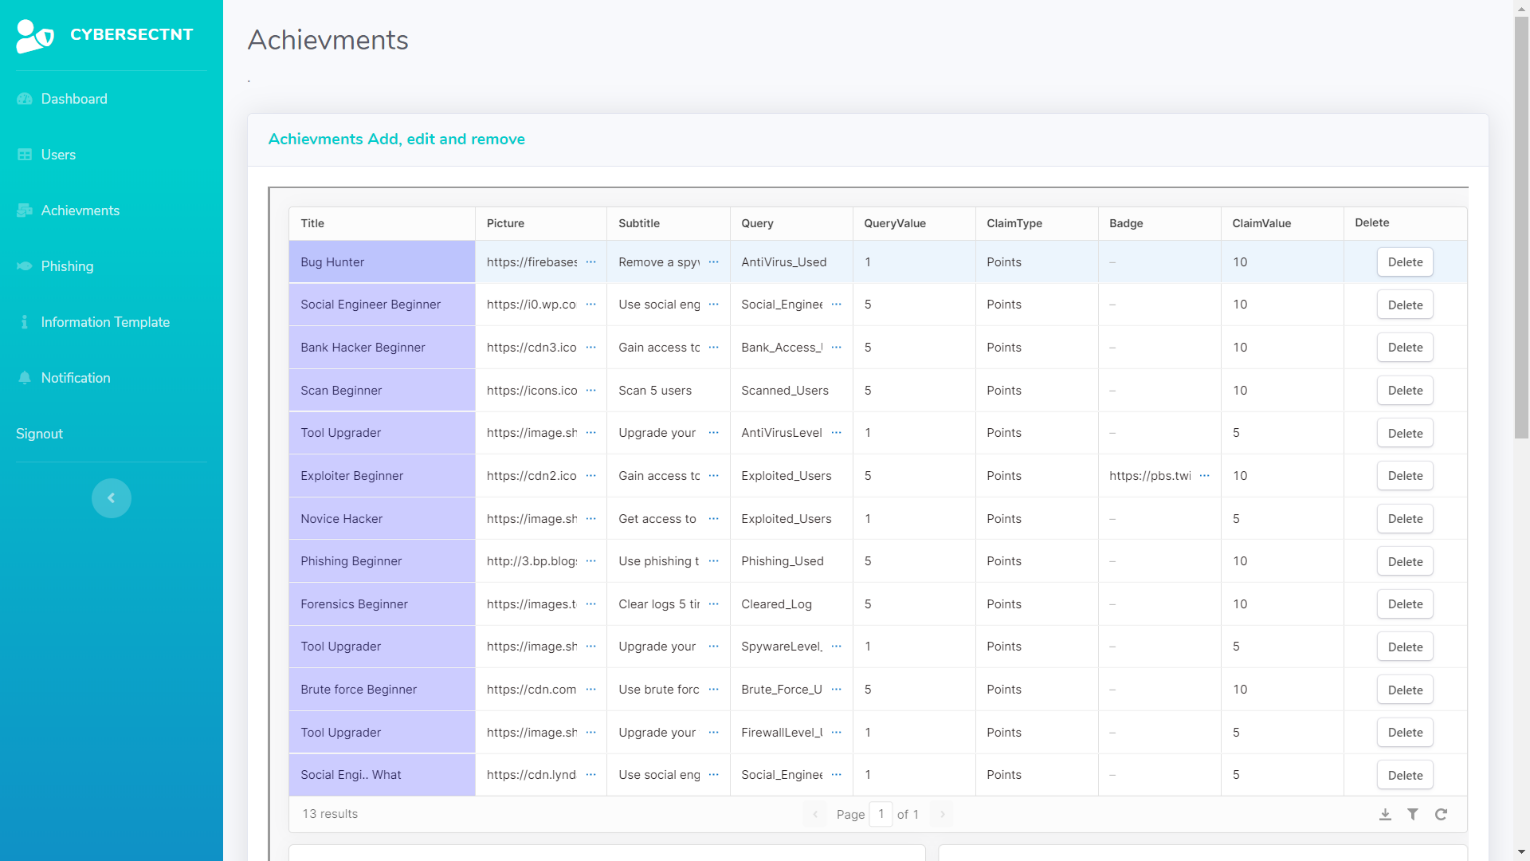 CYBERSECTNT
Dashboard
Users
Achievments
Phishing
Information Template
Notification
Signout
Achievments
.
Achievments Add, edit and remove
Title Picture Subtitle Query QueryValue ClaimType Badge ClaimValue Delete
Bug Hunter https://firebases ··· Remove a spyv ··· AntiVirus_Used 1 Points – 10 Delete
Social Engineer Beginner https://i0.wp.co ··· Use social eng ··· Social_Enginee ··· 5 Points – 10 Delete
Bank Hacker Beginner https://cdn3.ico ··· Gain access to ··· Bank_Access_ ··· 5 Points – 10 Delete
Scan Beginner https://icons.ico ··· Scan 5 users Scanned_Users 5 Points – 10 Delete
Tool Upgrader https://image.sh ··· Upgrade your ··· AntiVirusLevel ··· 1 Points – 5 Delete
Exploiter Beginner https://cdn2.ico ··· Gain access to ··· Exploited_Users 5 Points https://pbs.twi ··· 10 Delete
Novice Hacker https://image.sh ··· Get access to ··· Exploited_Users 1 Points – 5 Delete
Phishing Beginner http://3.bp.blogs ··· Use phishing t ··· Phishing_Used 5 Points – 10 Delete
Forensics Beginner https://images.t ··· Clear logs 5 tir ··· Cleared_Log 5 Points – 10 Delete
Tool Upgrader https://image.sh ··· Upgrade your ··· SpywareLevel_ ··· 1 Points – 5 Delete
Brute force Beginner https://cdn.com ··· Use brute forc ··· Brute_Force_U ··· 5 Points – 10 Delete
Tool Upgrader https://image.sh ··· Upgrade your ··· FirewallLevel_U ··· 1 Points – 5 Delete
Social Engi.. What https://cdn.lynd ··· Use social eng ··· Social_Enginee ··· 1 Points – 5 Delete
13 results Page 1 of 1